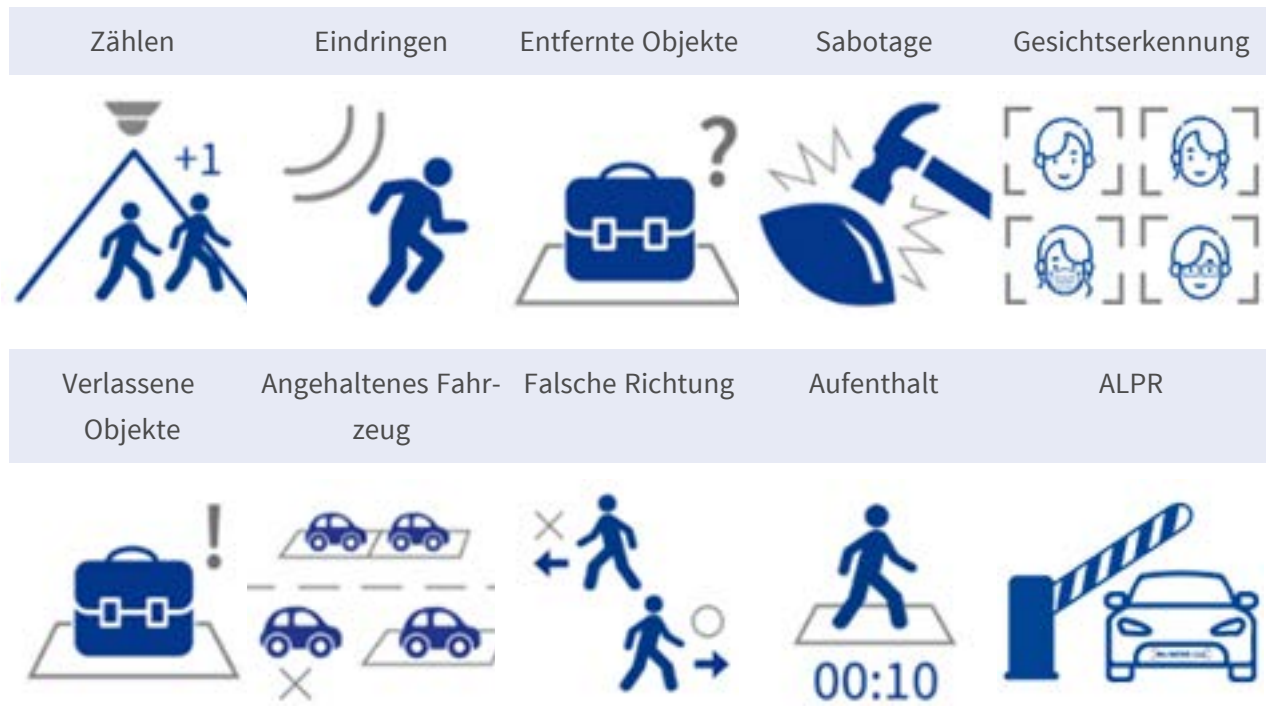 Zählen
Eindringen
Entfernte Objekte
Sabotage
Gesichtserkennung
+1
?
Verlassene
Objekte
Angehaltenes Fahr-
zeug
Falsche Richtung
Aufenthalt
ALPR
!
00:10